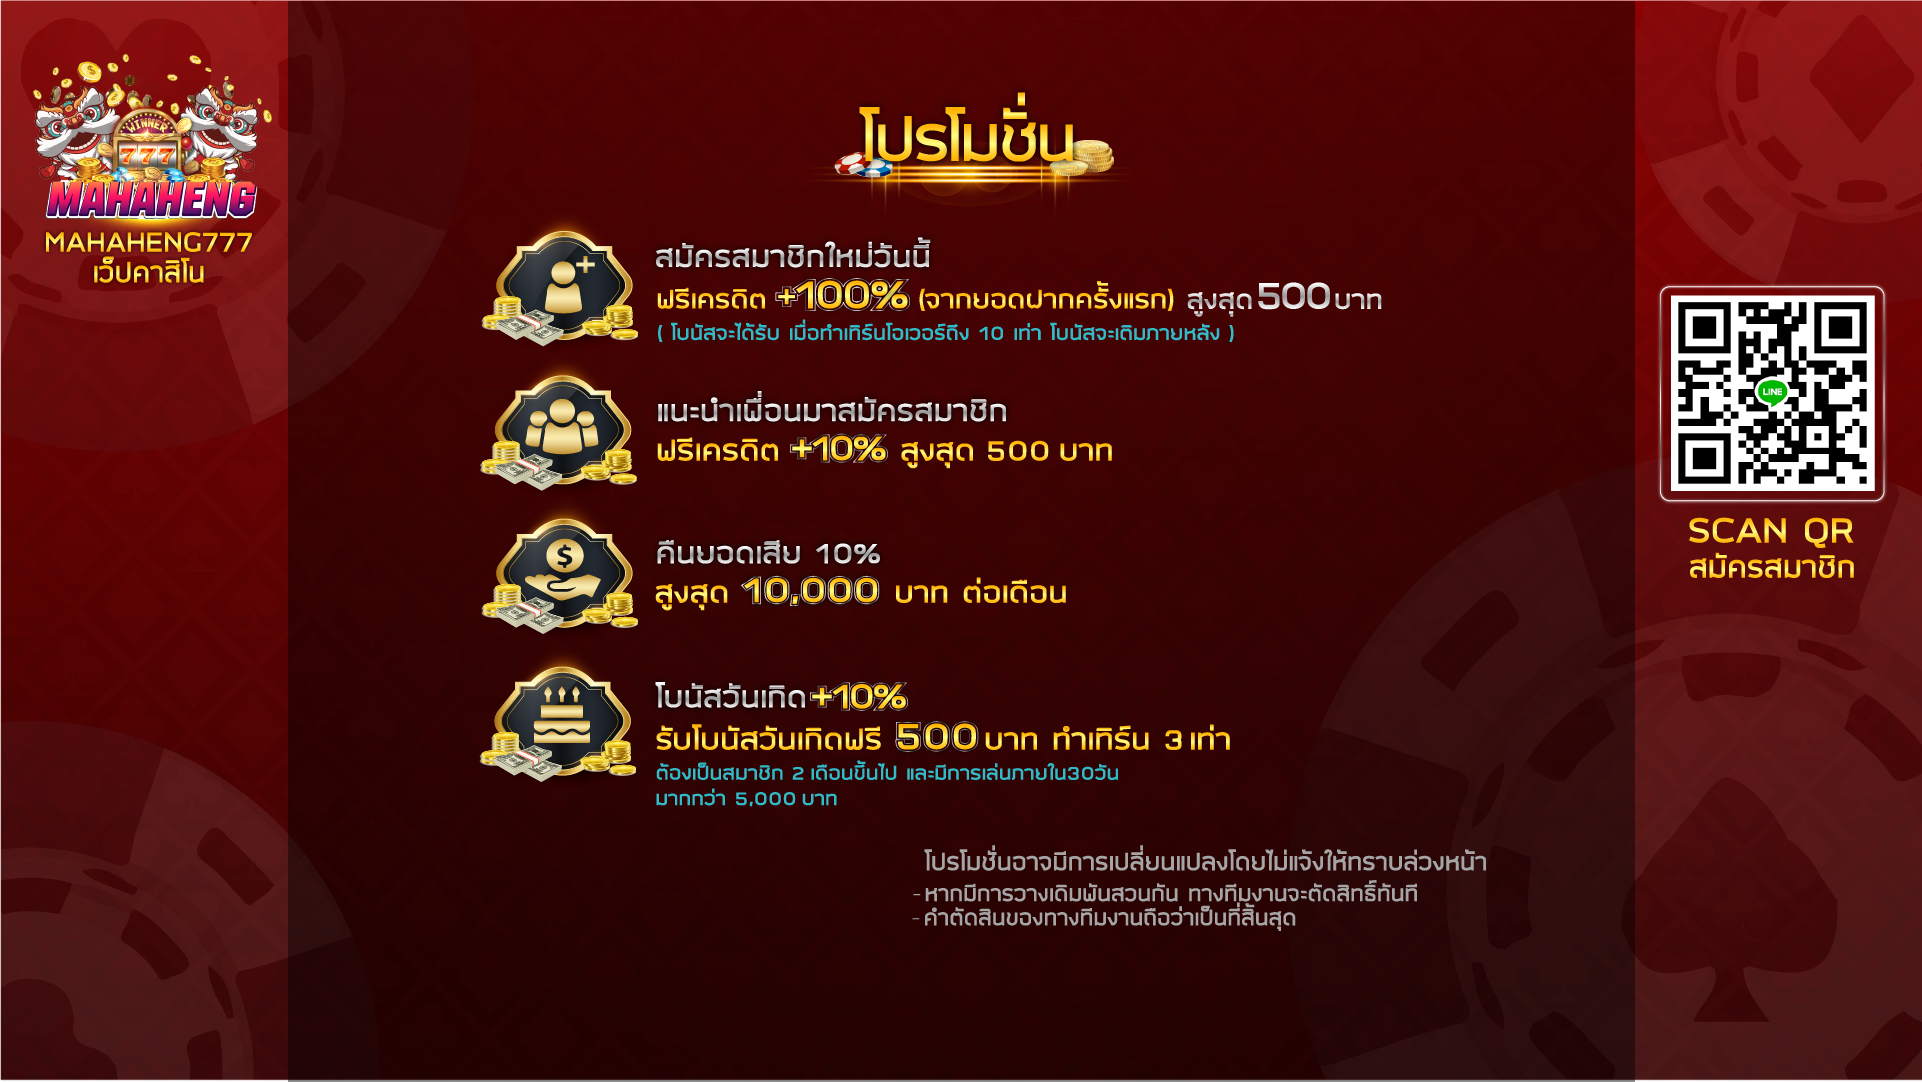 WINNER
777
MAHAHENG
MAHAHENG777
เว็ปคาสิโน
โปรโมชั่น
สมัครสมาชิกใหม่วันนี้
ฟรีเครดิต +100% (จากยอดฝากครั้งแรก) สูงสุด 500 บาท
( โบนัสจะได้รับ เมื่อทำเทิร์นโอเวอร์ถึง 10 เท่า โบนัสจะเติมภายหลัง )
แนะนำเพื่อนมาสมัครสมาชิก
ฟรีเครดิต +10% สูงสุด 500 บาท
คืนยอดเสีย 10%
สูงสุด 10,000 บาท ต่อเดือน
โบนัสวันเกิด +10%
รับโบนัสวันเกิดฟรี 500 บาท ทำเทิร์น 3 เท่า
ต้องเป็นสมาชิก 2 เดือนขึ้นไป และมีการเล่นภายใน30วัน
มากกว่า 5,000 บาท
โปรโมชั่นอาจมีการเปลี่ยนแปลงโดยไม่แจ้งให้ทราบล่วงหน้า
-หากมีการวางเดิมพันสวนกัน ทางทีมงานจะตัดสิทธิ์ทันที
-คำตัดสินของทางทีมงานถือว่าเป็นที่สิ้นสุด
LINE
SCAN QR
สมัครสมาชิก